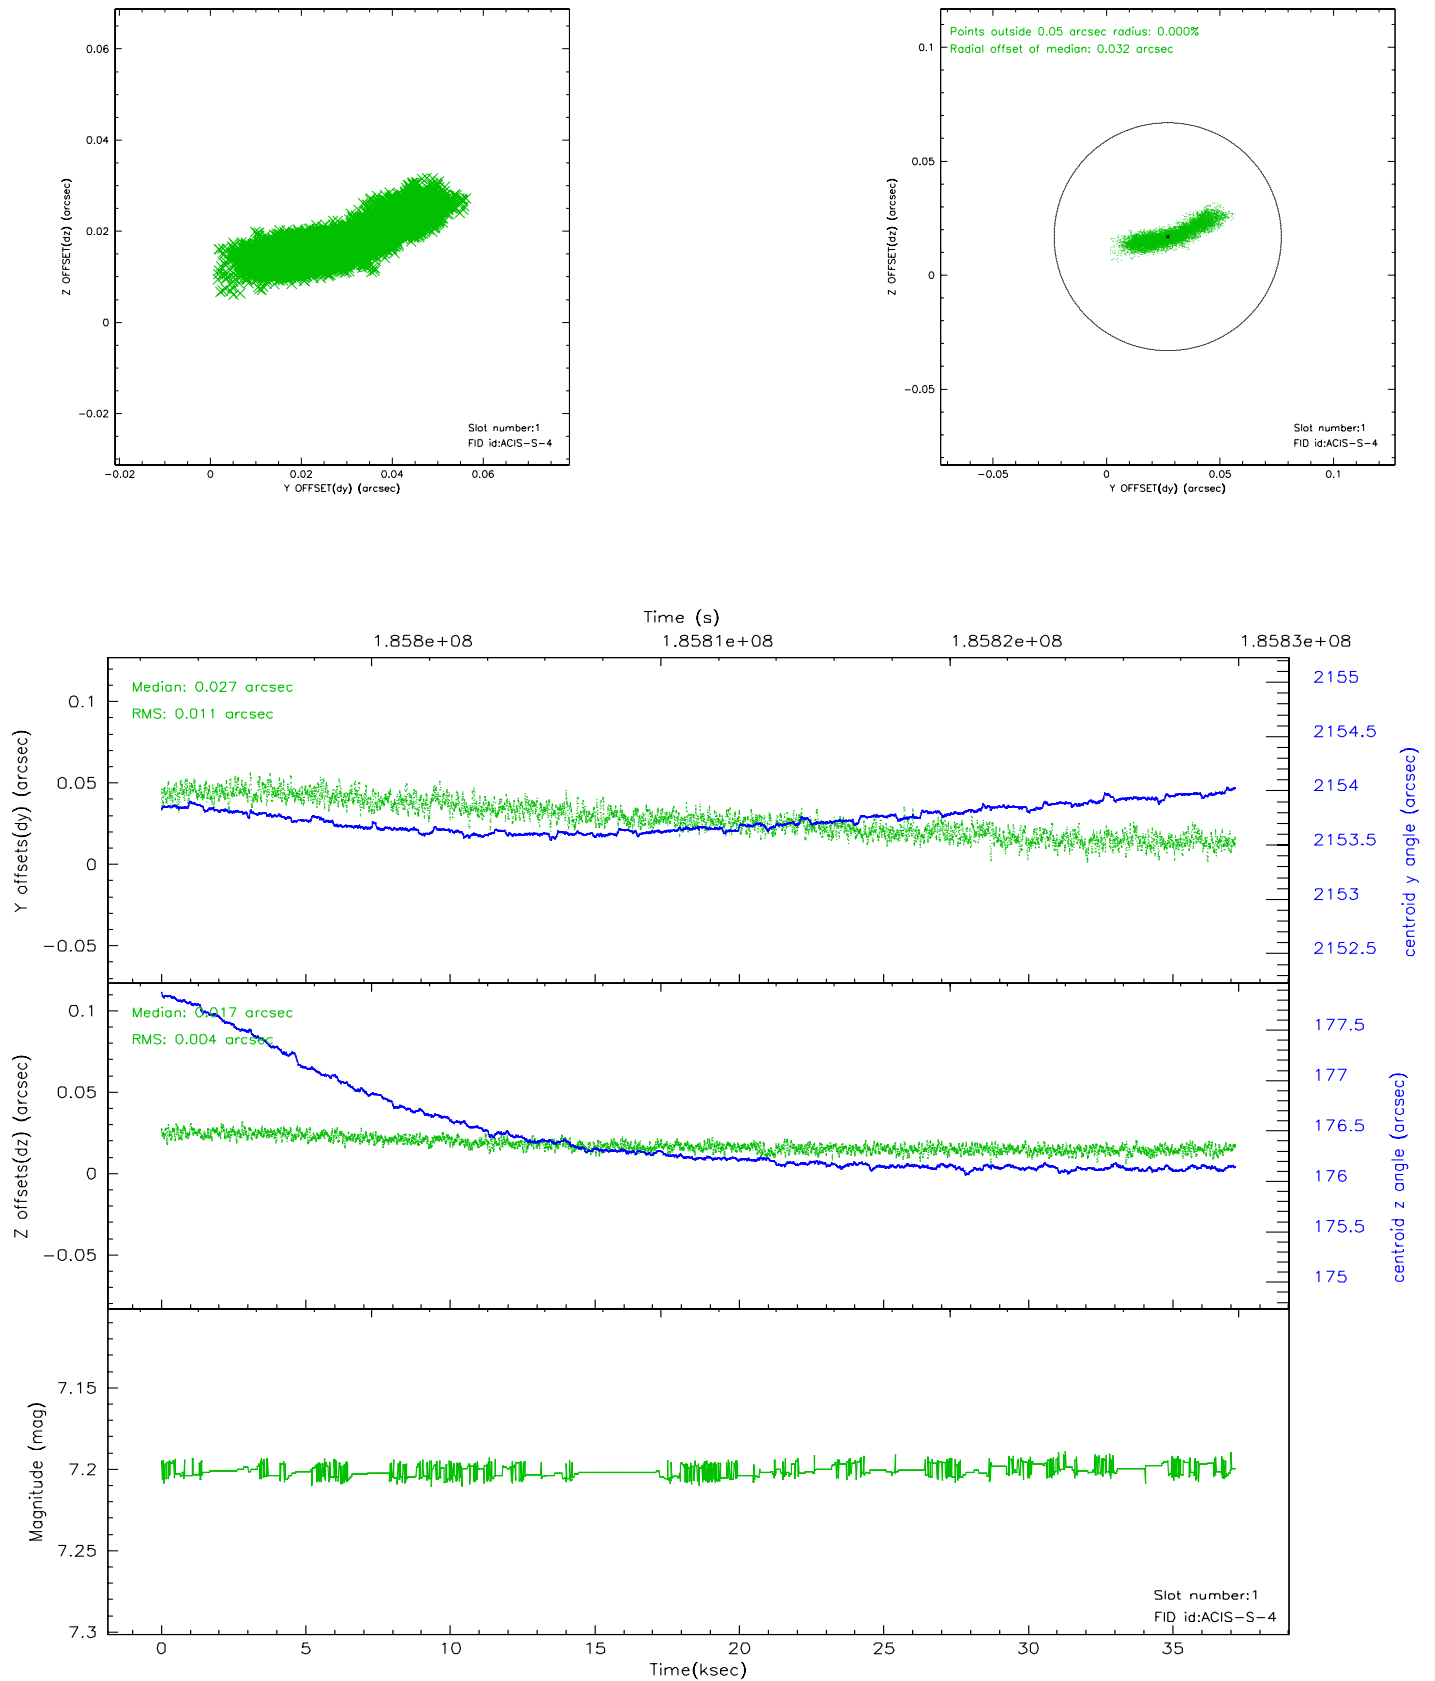 0.06
0.04
0.02
0
−0.02
−0.02
0
0.02
0.04
0.06
Z OFFSET(dz) (arcsec)
Y OFFSET(dy) (arcsec)
Slot number:1
FID id:ACIS−S−4
Points outside 0.05 arcsec radius: 0.000%
Radial offset of median: 0.032 arcsec
0.1
0.05
0
−0.05
−0.05
0
0.05
0.1
Z OFFSET(dz) (arcsec)
Y OFFSET(dy) (arcsec)
Slot number:1
FID id:ACIS−S−4
Time (s)
1.858e+08
1.8581e+08
1.8582e+08
1.8583e+08
Median: 0.027 arcsec
RMS: 0.011 arcsec
0.1
0.05
0
−0.05
Y offsets(dy) (arcsec)
2155
2154.5
2154
2153.5
2153
2152.5
centroid y angle (arcsec)
Median: 0.017 arcsec
RMS: 0.004 arcsec
0.1
0.05
0
−0.05
Z offsets(dz) (arcsec)
177.5
177
176.5
176
175.5
175
centroid z angle (arcsec)
7.15
7.2
7.25
7.3
Magnitude (mag)
Slot number:1
FID id:ACIS−S−4
0
5
10
15
20
25
30
35
Time(ksec)